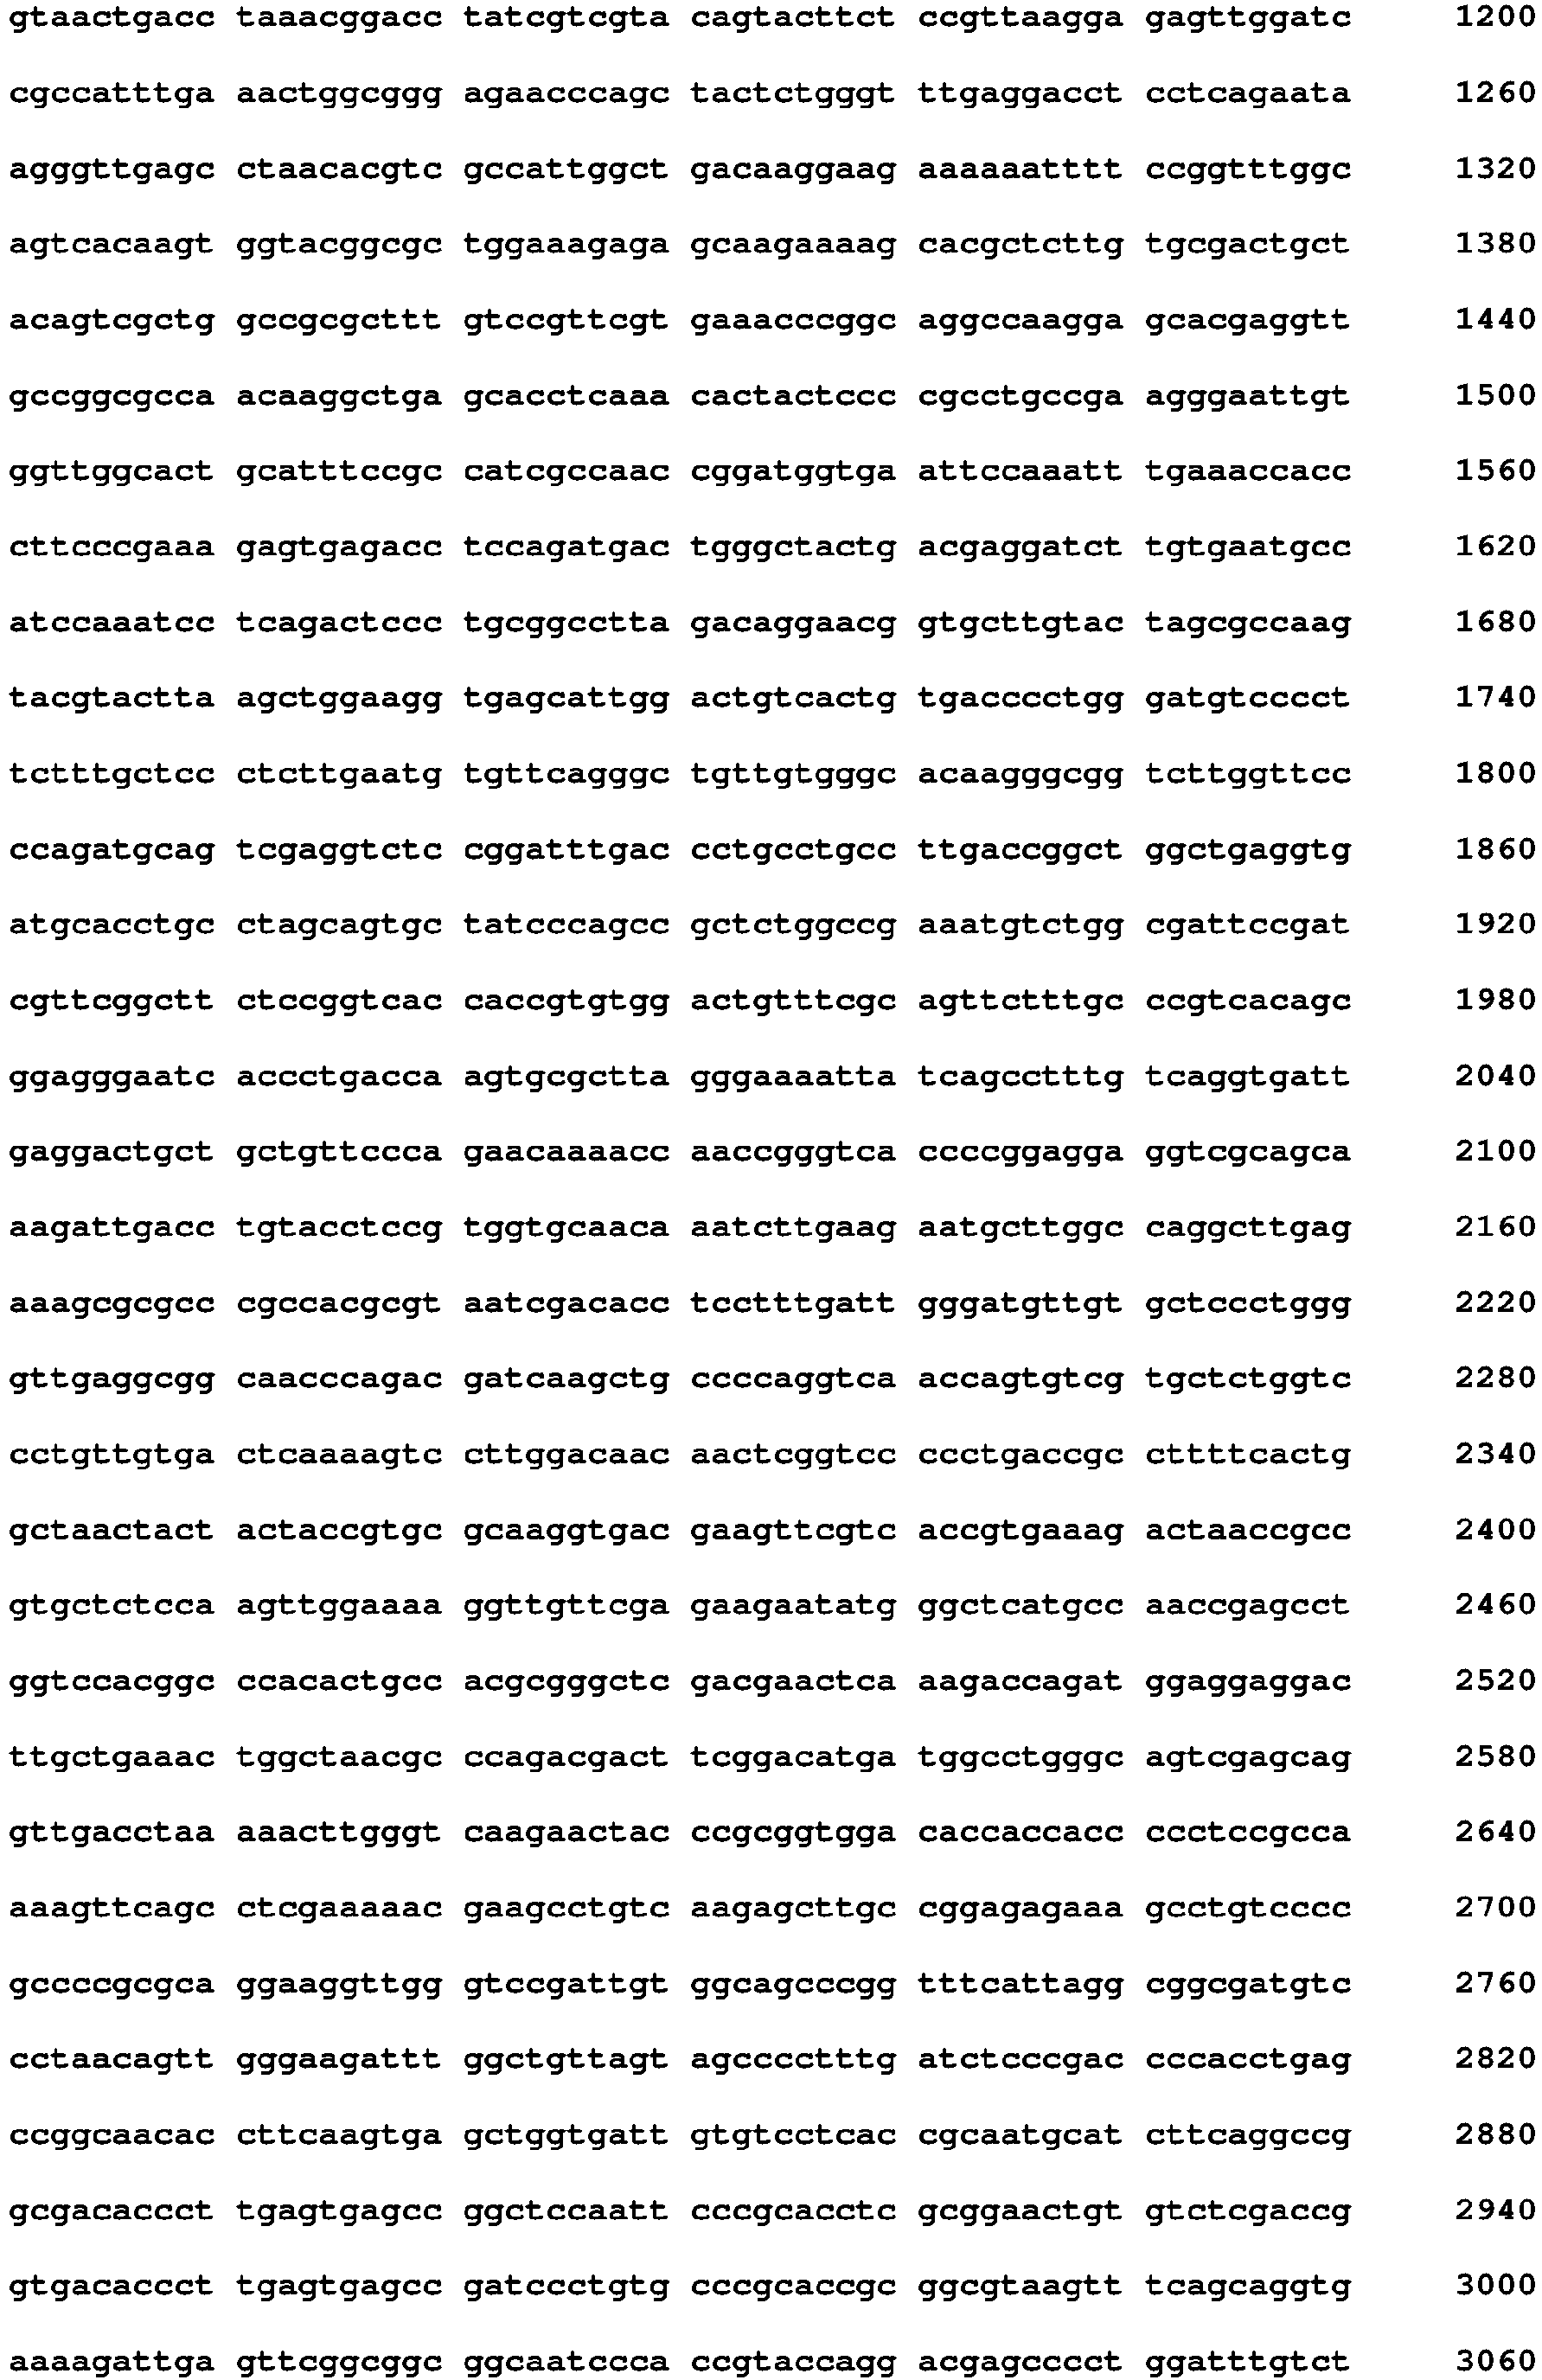 gtaactgacc taaacggacc tatcgtcgta cagtacttct ccgttaagga gagttggatc 1200
cgccatttga aactggcggg agaacccagc tactctgggt ttgaggacct cctcagaata 1260
agggttgagc ctaacacgtc gccattggct gacaaggaag aaaaaatttt ccggtttggc 1320
agtcacaagt ggtacggcgc tggaaagaga gcaagaaaag cacgctcttg tgcgactgct 1380
acagtcgctg gccgcgcttt gtccgttcgt gaaacccggc aggccaagga gcacgaggtt 1440
gccggcgcca acaaggctga gcacctcaaa cactactccc cgcctgccga agggaattgt 1500
ggttggcact gcatttccgc catcgccaac cggatggtga attccaaatt tgaaaccacc 1560
cttcccgaaa gagtgagacc tccagatgac tgggctactg acgaggatct tgtgaatgcc 1620
atccaaatcc tcagactccc tgcggcctta gacaggaacg gtgcttgtac tagcgccaag 1680
tacgtactta agctggaagg tgagcattgg actgtcactg tgacccctgg gatgtcccct 1740
tctttgctcc ctcttgaatg tgttcagggc tgttgtgggc acaagggcgg tcttggttcc 1800
ccagatgcag tcgaggtctc cggatttgac cctgcctgcc ttgaccggct ggctgaggtg 1860
atgcacctgc ctagcagtgc tatcccagcc gctctggccg aaatgtctgg cgattccgat 1920
cgttcggctt ctccggtcac caccgtgtgg actgtttcgc agttctttgc ccgtcacagc 1980
ggagggaatc accctgacca agtgcgctta gggaaaatta tcagcctttg tcaggtgatt 2040
gaggactgct gctgttccca gaacaaaacc aaccgggtca ccccggagga ggtcgcagca 2100
aagattgacc tgtacctccg tggtgcaaca aatcttgaag aatgcttggc caggcttgag 2160
aaagcgcgcc cgccacgcgt aatcgacacc tcctttgatt gggatgttgt gctccctggg 2220
gttgaggcgg caacccagac gatcaagctg ccccaggtca accagtgtcg tgctctggtc 2280
cctgttgtga ctcaaaagtc cttggacaac aactcggtcc ccctgaccgc cttttcactg 2340
gctaactact actaccgtgc gcaaggtgac gaagttcgtc accgtgaaag actaaccgcc 2400
gtgctctcca agttggaaaa ggttgttcga gaagaatatg ggctcatgcc aaccgagcct 2460
ggtccacggc ccacactgcc acgcgggctc gacgaactca aagaccagat ggaggaggac 2520
ttgctgaaac tggctaacgc ccagacgact tcggacatga tggcctgggc agtcgagcag 2580
gttgacctaa aaacttgggt caagaactac ccgcggtgga caccaccacc ccctccgcca 2640
aaagttcagc ctcgaaaaac gaagcctgtc aagagcttgc cggagagaaa gcctgtcccc 2700
gccccgcgca ggaaggttgg gtccgattgt ggcagcccgg tttcattagg cggcgatgtc 2760
cctaacagtt gggaagattt ggctgttagt agcccctttg atctcccgac cccacctgag 2820
ccggcaacac cttcaagtga gctggtgatt gtgtcctcac cgcaatgcat cttcaggccg 2880
gcgacaccct tgagtgagcc ggctccaatt cccgcacctc gcggaactgt gtctcgaccg 2940
gtgacaccct tgagtgagcc gatccctgtg cccgcaccgc ggcgtaagtt tcagcaggtg 3000
aaaagattga gttcggcggc ggcaatccca ccgtaccagg acgagcccct ggatttgtct 3060